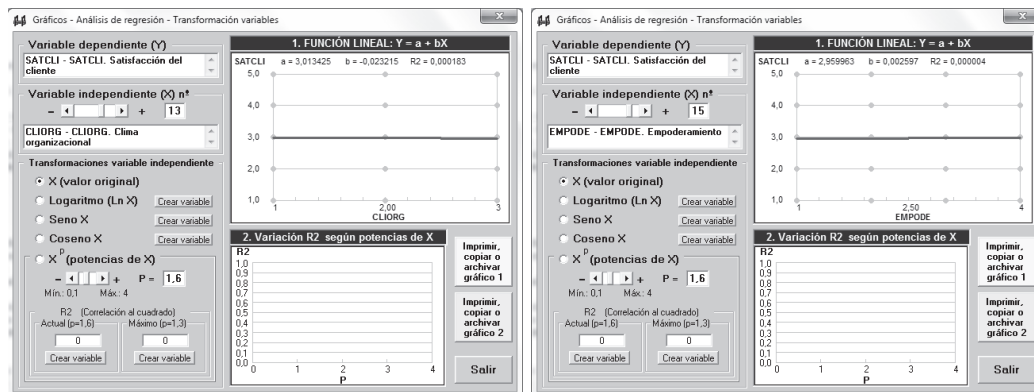 Gráficos - Análisis de regresión - Transformación variables
Variable dependiente (Y)
SATCLI - SATCLI. Satisfacción del
cliente
Variable independiente (X) nº
- +
13
CLIORG - CLIORG. Clima
organizacional
Transformaciones variable independiente
X (valor original)
Logaritmo (Ln X) Crear variable
Seno X Crear variable
Coseno X Crear variable
X p (potencias de X)
- + P = 1,6
Mín.: 0,1 Máx.: 4
R2 (Correlación al cuadrado)
Actual (p=1,6) Máximo (p=1,3)
0 0
Crear variable Crear variable
1. FUNCIÓN LINEAL: Y = a + bX
SATCLI a = 3,013425 b = -0,023215 R2 = 0,000183
5,0
4,0
3,0
2,0
1,0
1 2,00 3
CLIORG
2. Variación R2 según potencias de X
R2
1,0
0,9
0,8
0,7
0,6
0,5
0,4
0,3
0,2
0,1
0,0
0 1 2 3 4
P
Imprimir,
copiar o
archivar
gráfico 1
Imprimir,
copiar o
archivar
gráfico 2
Salir
Gráficos - Análisis de regresión - Transformación variables
Variable dependiente (Y)
SATCLI - SATCLI. Satisfacción del
cliente
Variable independiente (X) nº
- +
15
EMPODE - EMPODE. Empoderamiento
Transformaciones variable independiente
X (valor original)
Logaritmo (Ln X) Crear variable
Seno X Crear variable
Coseno X Crear variable
X p (potencias de X)
- + P = 1,6
Mín.: 0,1 Máx.: 4
R2 (Correlación al cuadrado)
Actual (p=1,6) Máximo (p=1,3)
0 0
Crear variable Crear variable
1. FUNCIÓN LINEAL: Y = a + bX
SATCLI a = 2,959963 b = 0,002597 R2 = 0,000004
5,0
4,0
3,0
2,0
1,0
1 2,50 4
EMPODE
2. Variación R2 según potencias de X
R2
1,0
0,9
0,8
0,7
0,6
0,5
0,4
0,3
0,2
0,1
0,0
0 1 2 3 4
P
Imprimir,
copiar o
archivar
gráfico 1
Imprimir,
copiar o
archivar
gráfico 2
Salir